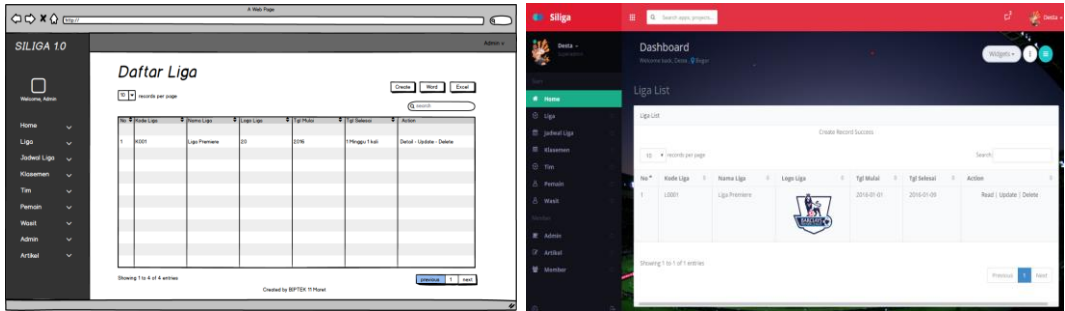 A Web Page
http://
SILIGA 1.0
Admin
Welcome, Admin
Home
Liga
Jadwal Liga
Klasemen
Tim
Pemain
Wasit
Admin
Artikel
Daftar Liga
10 records per page
Create Word Excel
search
No Kode Liga Nama Liga Logo Liga Tgl Mulai Tgl Selesai Action
1 K001 Liga Premiere 20 2016 1 Minggu 1 kali Detail - Update - Delete
Showing 1 to 4 of 4 entries
previous 1 next
Created by BIPTEK 11 Maret
Siliga
Search apps, projects...
Desta
Desta
Home
Liga
Jadwal Liga
Klasemen
Tim
Pemain
Wasit
Admin
Artikel
Member
Dashboard
Welcome back, Desta, Bogor
Widgets
Liga List
Liga List
Create Record Success
10 records per page
Search:
No Kode Liga Nama Liga Logo Liga Tgl Mulai Tgl Selesai Action
1 L0001 Liga Premiere 2016-01-01 2016-01-09 Read | Update | Delete
Showing 1 to 1 of 1 entries
Previous 1 Next